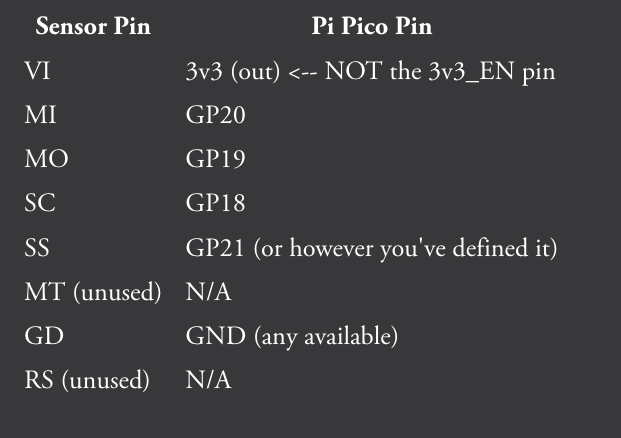 Sensor Pin Pi Pico Pin
VI 3v3 (out) <-- NOT the 3v3_EN pin
MI GP20
MO GP19
SC GP18
SS GP21 (or however you've defined it)
MT (unused) N/A
GD GND (any available)
RS (unused) N/A